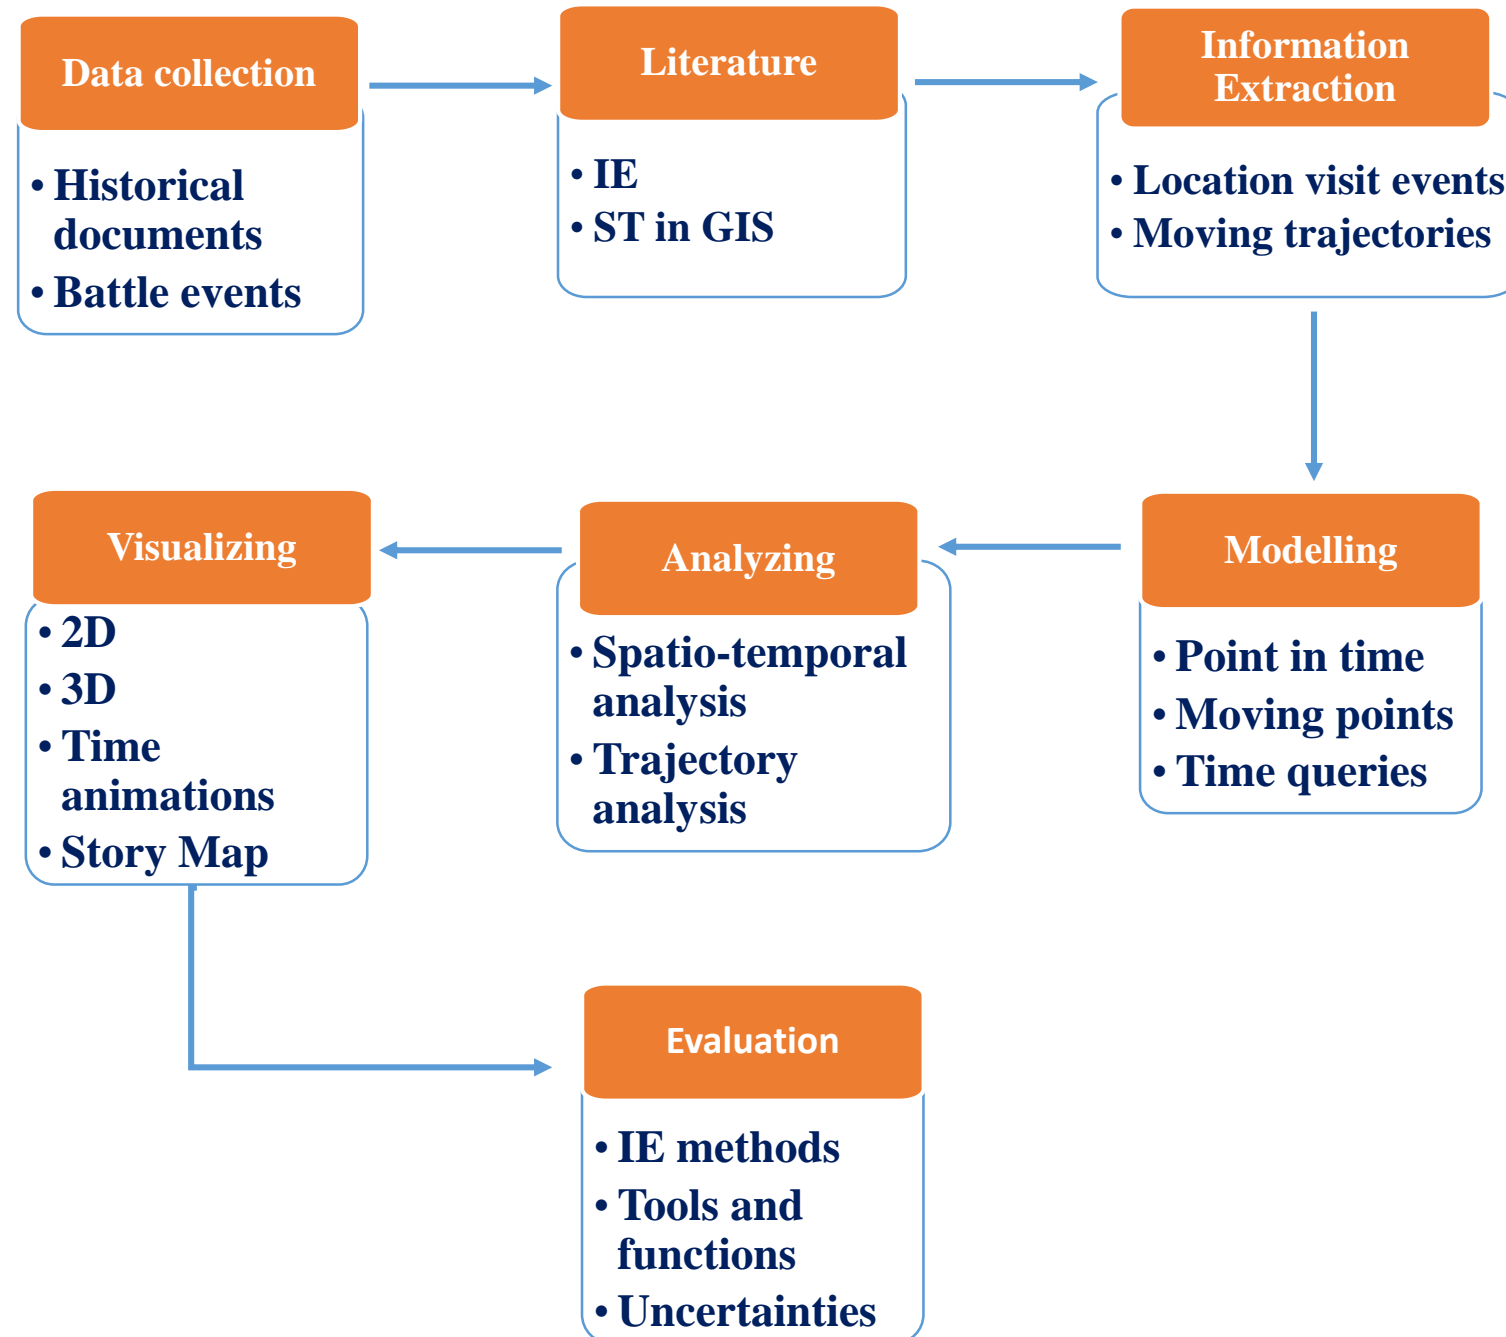 Data collection
• Historical
documents
• Battle events
Literature
• IE
• ST in GIS
Information
Extraction
• Location visit events
• Moving trajectories
Modelling
• Point in time
• Moving points
• Time queries
Analyzing
• Spatio-temporal
analysis
• Trajectory
analysis
Visualizing
• 2D
• 3D
• Time
animations
• Story Map
Evaluation
• IE methods
• Tools and
functions
• Uncertainties